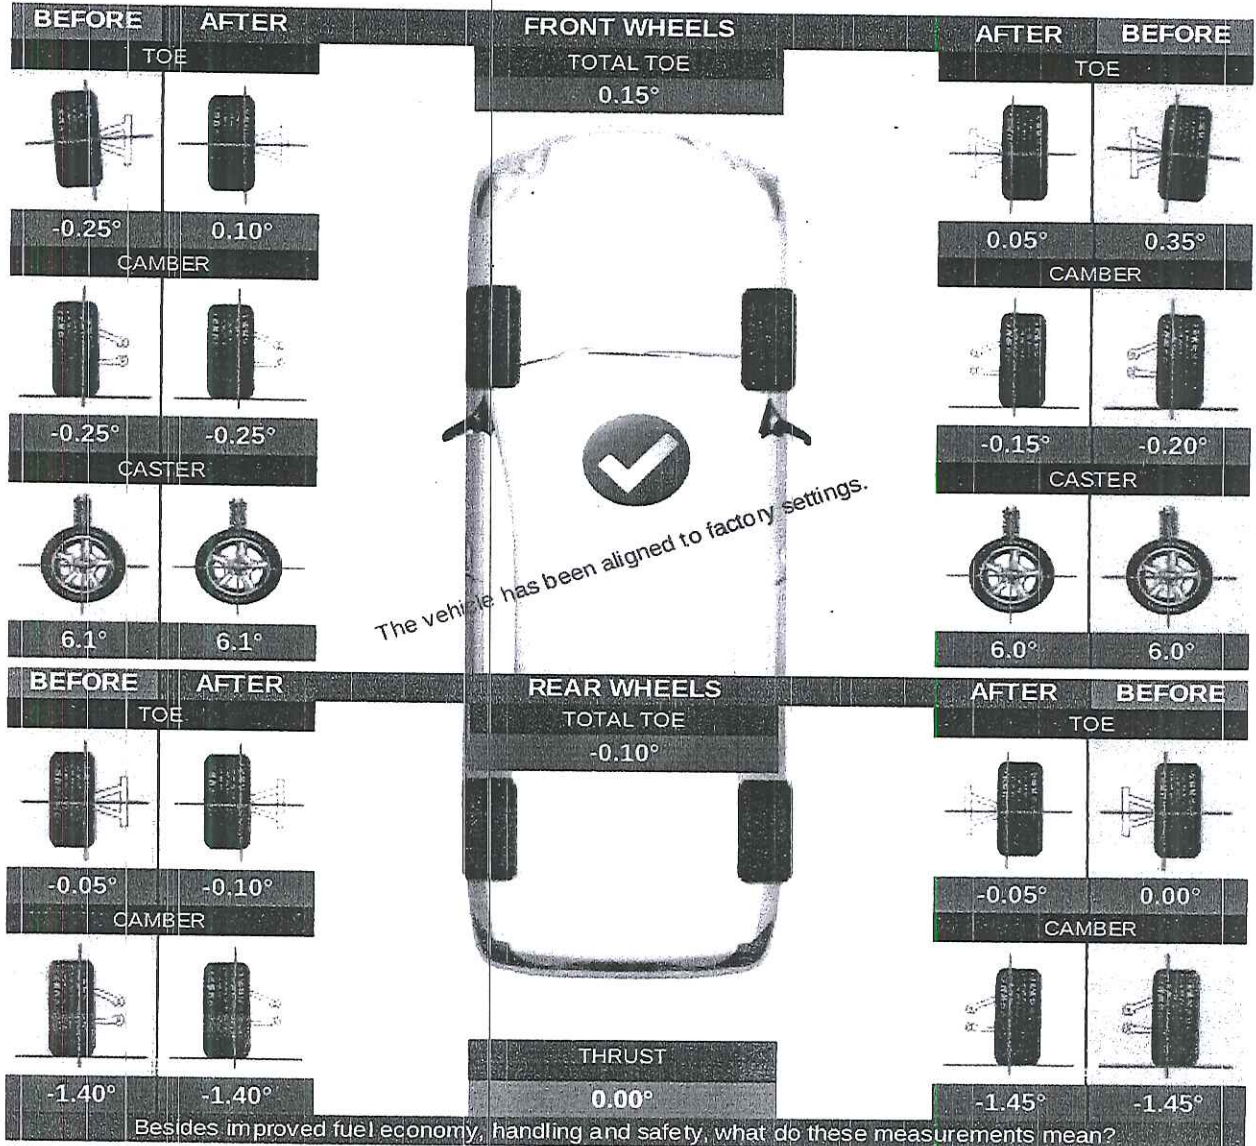 BEFORE AFTER FRONT WHEELS AFTER BEFORE
TOE TOTAL TOE TOE
0.15°
-0.25° 0.10° 0.05° 0.35°
CAMBER CAMBER
-0.25° -0.25° -0.15° -0.20°
CASTER CASTER
The vehicle has been aligned to factory settings.
6.1° 6.1° 6.0° 6.0°
BEFORE AFTER REAR WHEELS AFTER BEFORE
TOE TOTAL TOE TOE
-0.10°
-0.05° -0.10° -0.05° 0.00°
CAMBER CAMBER
THRUST
-1.40° -1.40° 0.00° -1.45° -1.45°
Besides improved fuel economy, handling and safety, what do these measurements mean?